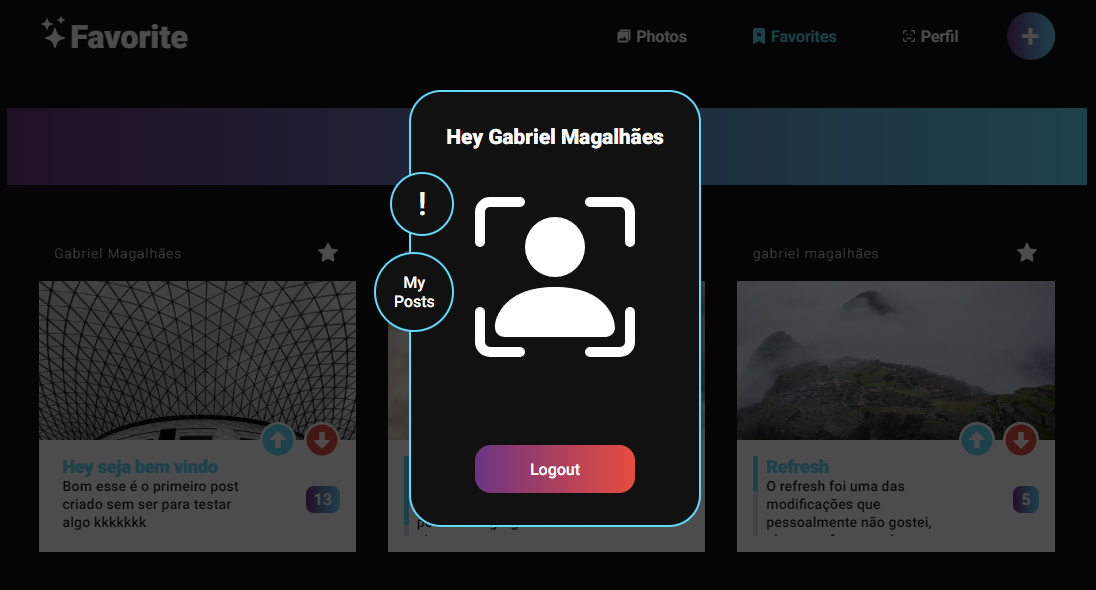 Favorite
Photos
Favorites
Perfil
+
Hey Gabriel Magalhães
!
My
Posts
Logout
Gabriel Magalhães
Hey seja bem vindo
Bom esse é o primeiro post
criado sem ser para testar
algo kkkkkkk
13
gabriel magalhães
Refresh
O refresh foi uma das
modificações que
pessoalmente não gostei,
5